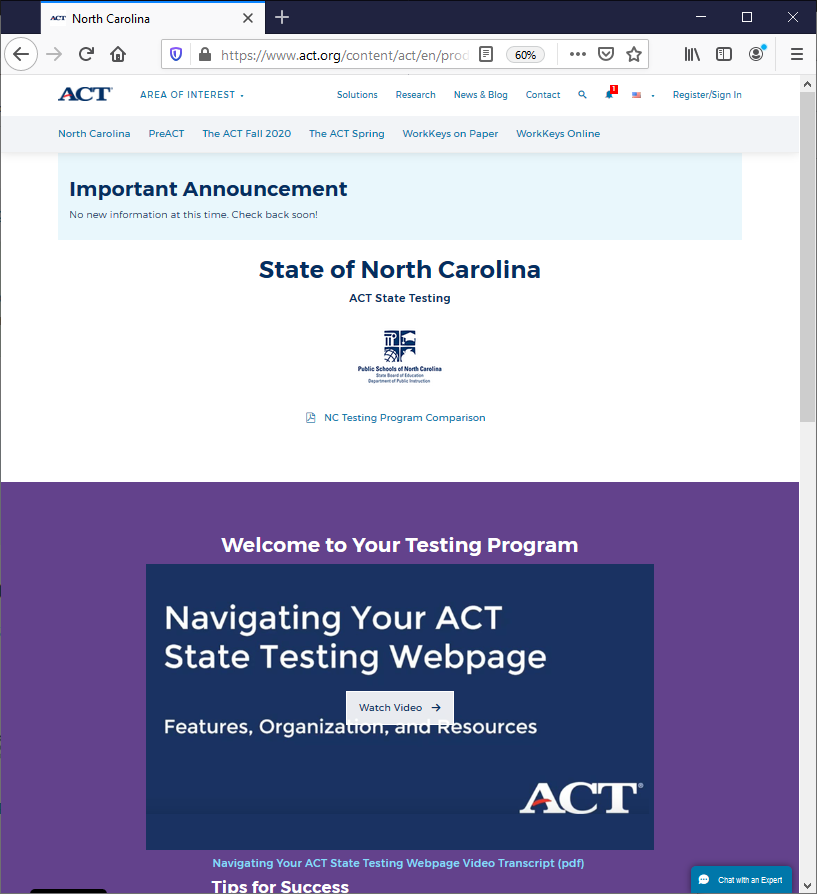 ACT North Carolina
https://www.act.org/content/act/en/prod
60%
ACT
AREA OF INTEREST
Solutions
Research
News & Blog
Contact
1
Register/Sign In
North Carolina
PreACT
The ACT Fall 2020
The ACT Spring
WorkKeys on Paper
WorkKeys Online
Important Announcement
No new information at this time. Check back soon!
State of North Carolina
ACT State Testing
Public Schools of North Carolina
State Board of Education
Department of Public Instruction
NC Testing Program Comparison
Welcome to Your Testing Program
Navigating Your ACT
State Testing Webpage
Watch Video
Features, Organization, and Resources
ACT®
Navigating Your ACT State Testing Webpage Video Transcript (pdf)
Tips for Success
Chat with an Expert